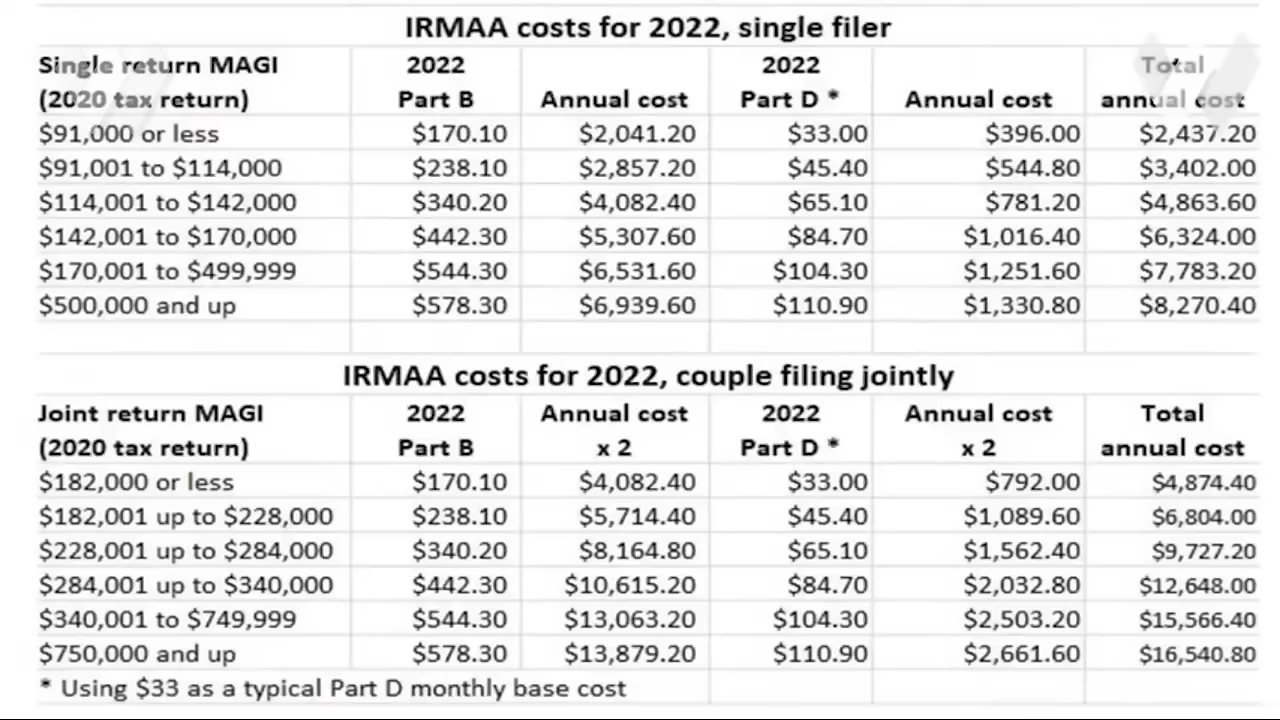 IRMAA costs for 2022, single filer
Single return MAGI 2022 2022 Total
(2020 tax return) Part B Annual cost Part D * Annual cost annual cost
$91,000 or less $170.10 $2,041.20 $33.00 $396.00 $2,437.20
$91,001 to $114,000 $238.10 $2,857.20 $45.40 $544.80 $3,402.00
$114,001 to $142,000 $340.20 $4,082.40 $65.10 $781.20 $4,863.60
$142,001 to $170,000 $442.30 $5,307.60 $84.70 $1,016.40 $6,324.00
$170,001 to $499,999 $544.30 $6,531.60 $104.30 $1,251.60 $7,783.20
$500,000 and up $578.30 $6,939.60 $110.90 $1,330.80 $8,270.40
IRMAA costs for 2022, couple filing jointly
Joint return MAGI 2022 Annual cost 2022 Annual cost Total
(2020 tax return) Part B x 2 Part D * x 2 annual cost
$182,000 or less $170.10 $4,082.40 $33.00 $792.00 $4,874.40
$182,001 up to $228,000 $238.10 $5,714.40 $45.40 $1,089.60 $6,804.00
$228,001 up to $284,000 $340.20 $8,164.80 $65.10 $1,562.40 $9,727.20
$284,001 up to $340,000 $442.30 $10,615.20 $84.70 $2,032.80 $12,648.00
$340,001 to $749,999 $544.30 $13,063.20 $104.30 $2,503.20 $15,566.40
$750,000 and up $578.30 $13,879.20 $110.90 $2,661.60 $16,540.80
* Using $33 as a typical Part D monthly base cost